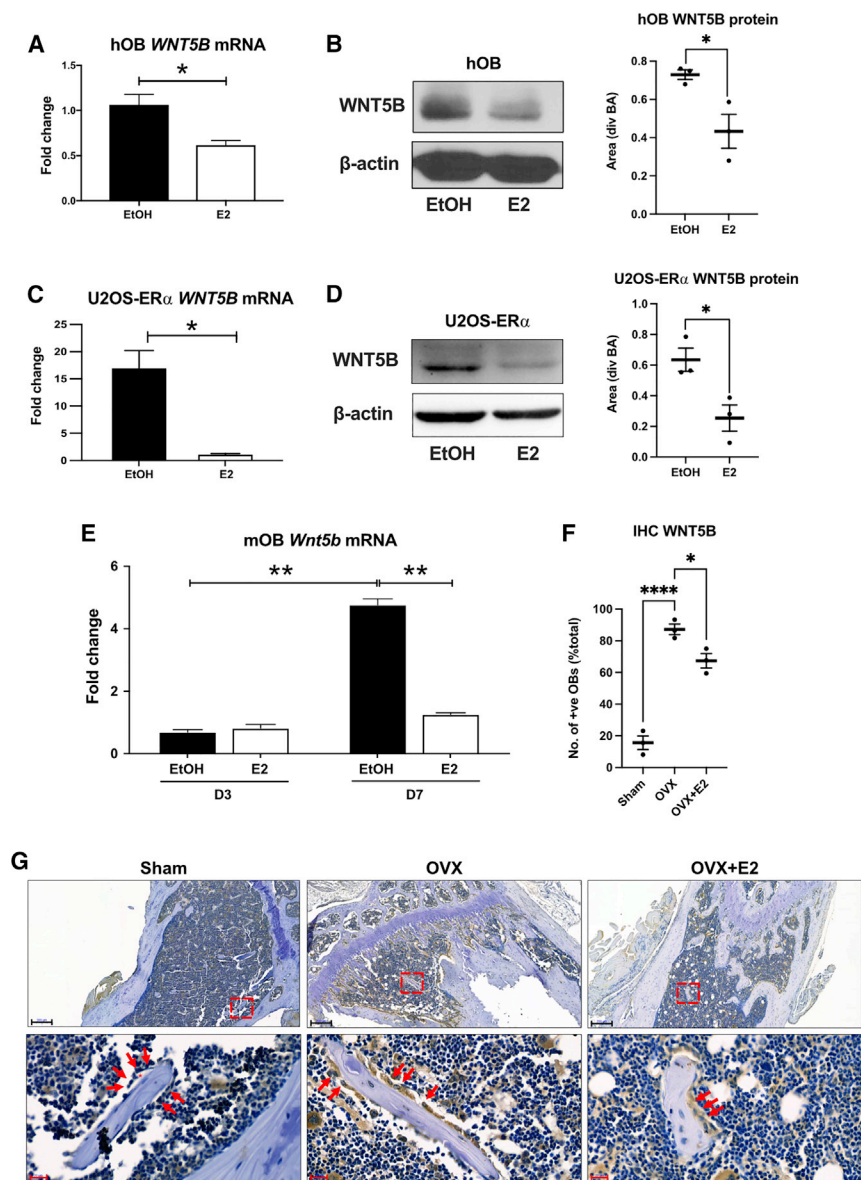 A
hOB WNT5B mRNA
*
Fold change
1.5
1.0
0.5
0.0
EtOH E2
B
hOB
WNT5B
β-actin
EtOH E2
hOB WNT5B protein
*
Area (div BA)
0.8
0.6
0.4
0.2
0.0
EtOH E2
C
U2OS-ERα WNT5B mRNA
*
Fold change
25
20
15
10
5
0
EtOH E2
D
U2OS-ERα
WNT5B
β-actin
EtOH E2
U2OS-ERα WNT5B protein
*
Area (div BA)
1.0
0.8
0.6
0.4
0.2
0.0
EtOH E2
E
mOB Wnt5b mRNA
** **
Fold change
6
4
2
0
EtOH E2 EtOH E2
D3 D7
F
IHC WNT5B
*
****
No. of +ve OBs (%total)
100
80
60
40
20
0
Sham OVX OVX+E2
G
Sham OVX OVX+E2